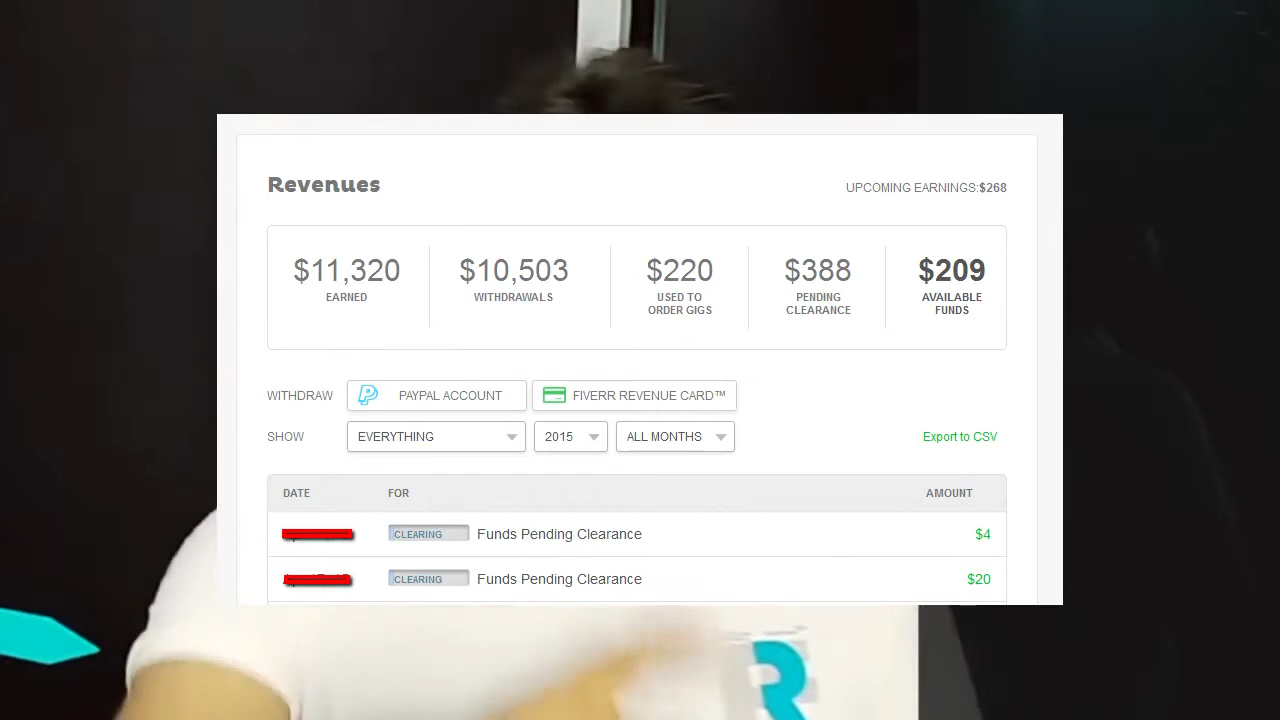 Revenues
UPCOMING EARNINGS:$268
$11,320 $10,503 $220 $388 $209
EARNED WITHDRAWALS USED TO ORDER GIGS PENDING CLEARANCE AVAILABLE FUNDS
WITHDRAW PAYPAL ACCOUNT FIVERR REVENUE CARD™
SHOW EVERYTHING 2015 ALL MONTHS Export to CSV
DATE FOR AMOUNT
CLEARING Funds Pending Clearance $4
CLEARING Funds Pending Clearance $20
R